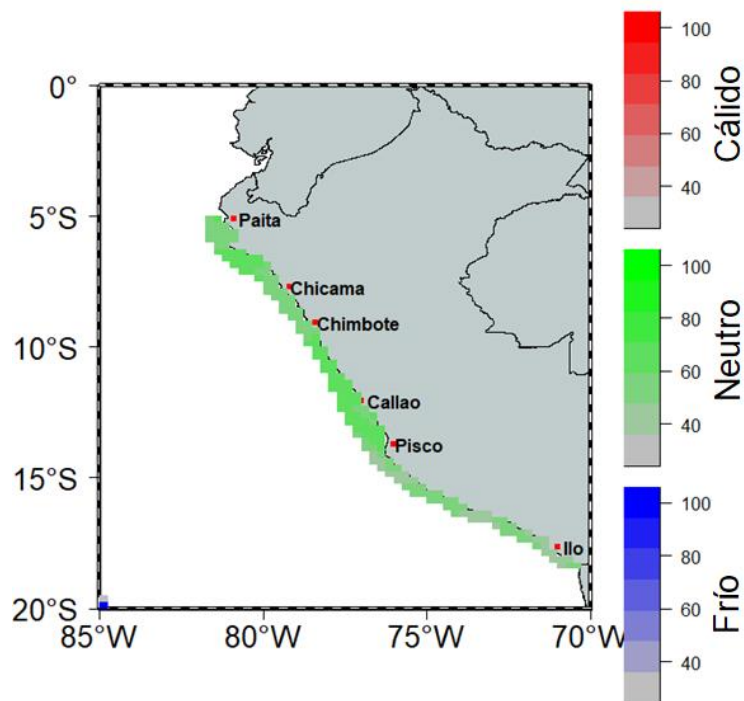 0°
5°S
10°S
15°S
20°S
85°W
80°W
75°W
70°W
Paita
Chicama
Chimbote
Callao
Pisco
Ilo
100
80
60
40
Cálido
100
80
60
40
Neutro
100
80
60
40
Frío